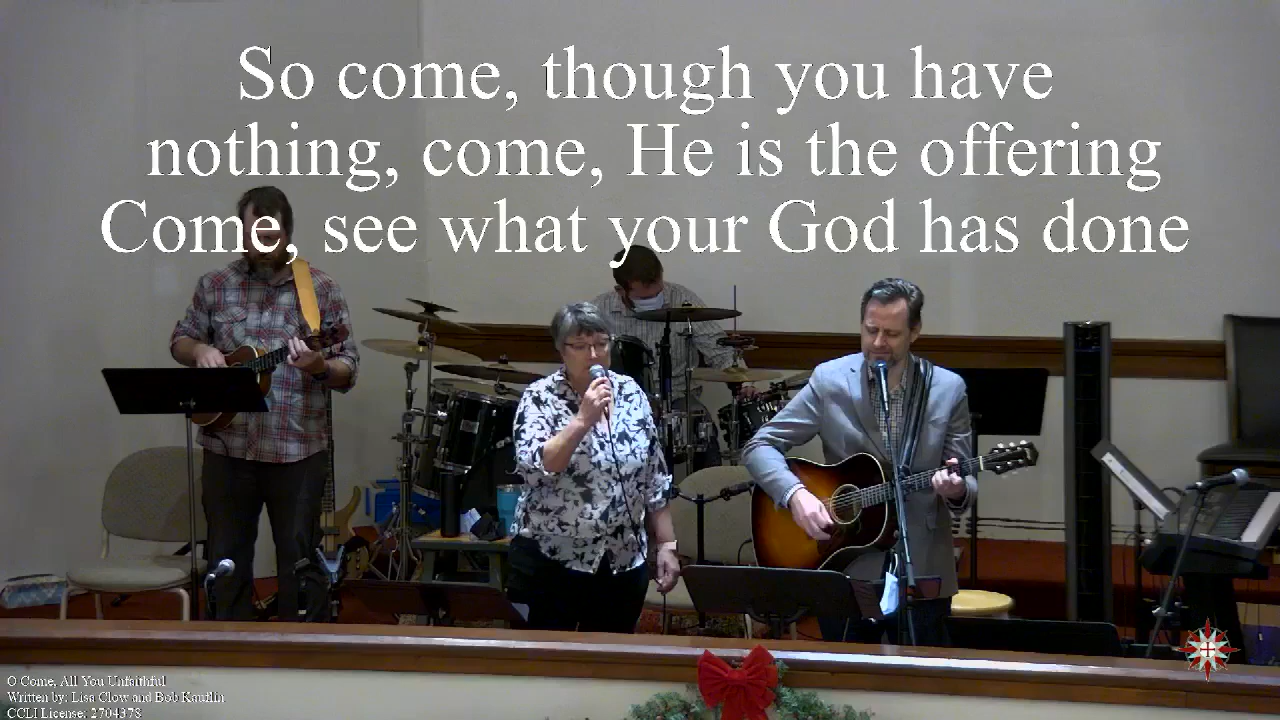 So come, though you have
nothing, come, He is the offering
Come, see what your God has done
O Come, All You Unfaithful
Written by: Lisa Clow and Bob Kauflin
CCLI License: 2704378